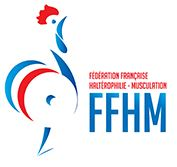 FÉDÉRATION FRANÇAISE
HALTÉROPHILIE - MUSCULATION
FFHM